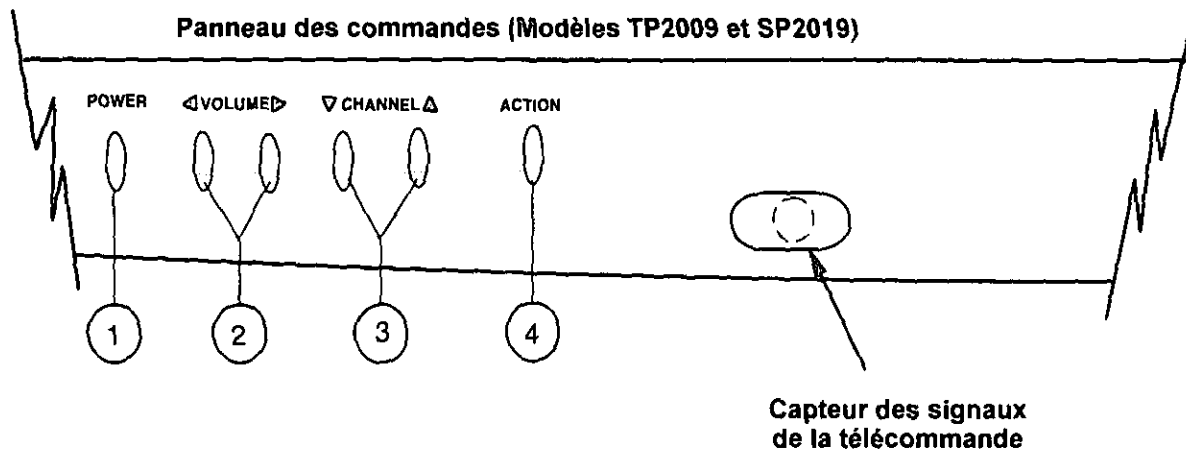 Panneau des commandes (Modèles TP2009 et SP2019)
POWER ◁VOLUME▷ ▽CHANNEL△ ACTION
1 2 3 4
Capteur des signaux
de la télécommande